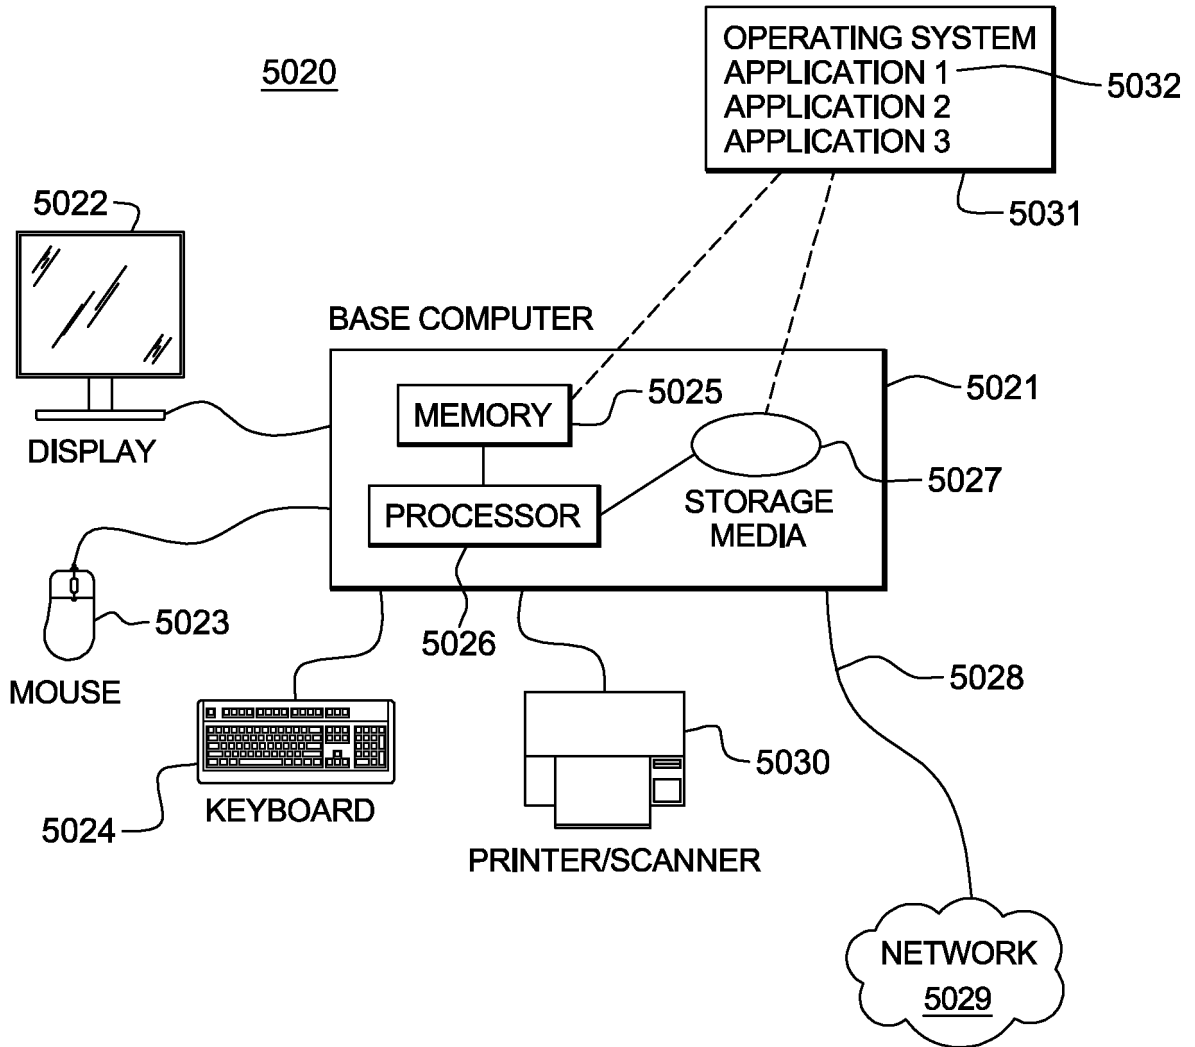 5020
OPERATING SYSTEM
APPLICATION 1
APPLICATION 2
APPLICATION 3
5032
5031
5022
DISPLAY
BASE COMPUTER
5021
MEMORY
5025
PROCESSOR
5026
STORAGE
MEDIA
5027
5023
MOUSE
5024
KEYBOARD
5030
PRINTER/SCANNER
5028
NETWORK
5029